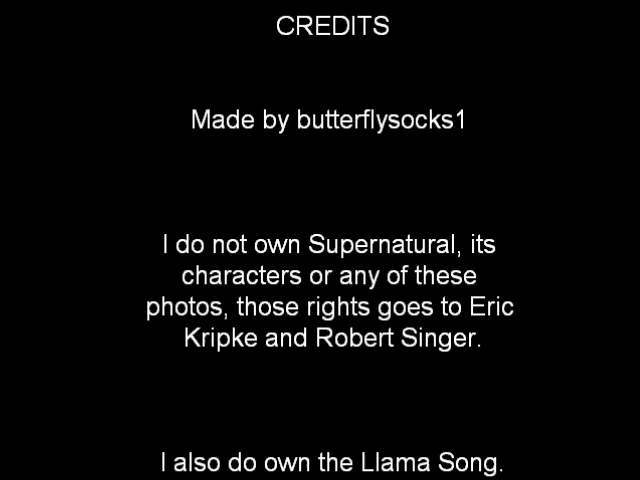 CREDITS
Made by butterflysocks1
I do not own Supernatural, its
characters or any of these
photos, those rights goes to Eric
Kripke and Robert Singer.
I also do own the Llama Song.